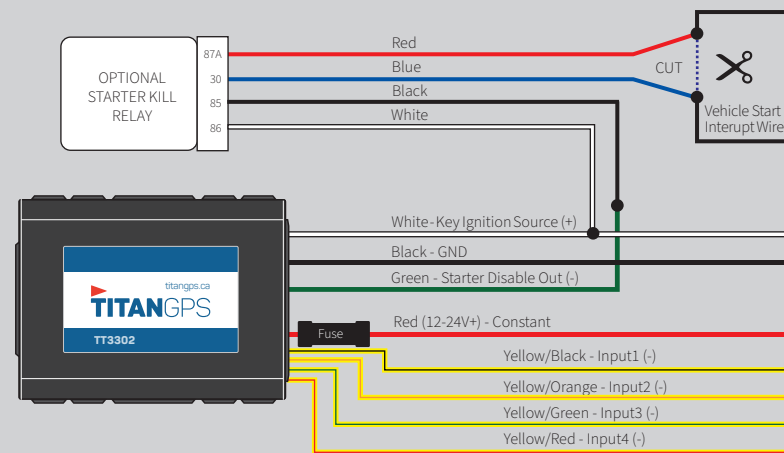 OPTIONAL
STARTER KILL
RELAY
87A
30
85
86
Red
Blue
Black
White
CUT
Vehicle Start
Interupt Wire
White-Key Ignition Source (+)
Black - GND
Green - Starter Disable Out (-)
titangps.ca
TITANGPS
TT3302
Fuse
Red (12-24V+) - Constant
Yellow/Black - Input1 (-)
Yellow/Orange - Input2 (-)
Yellow/Green - Input3 (-)
Yellow/Red - Input4 (-)